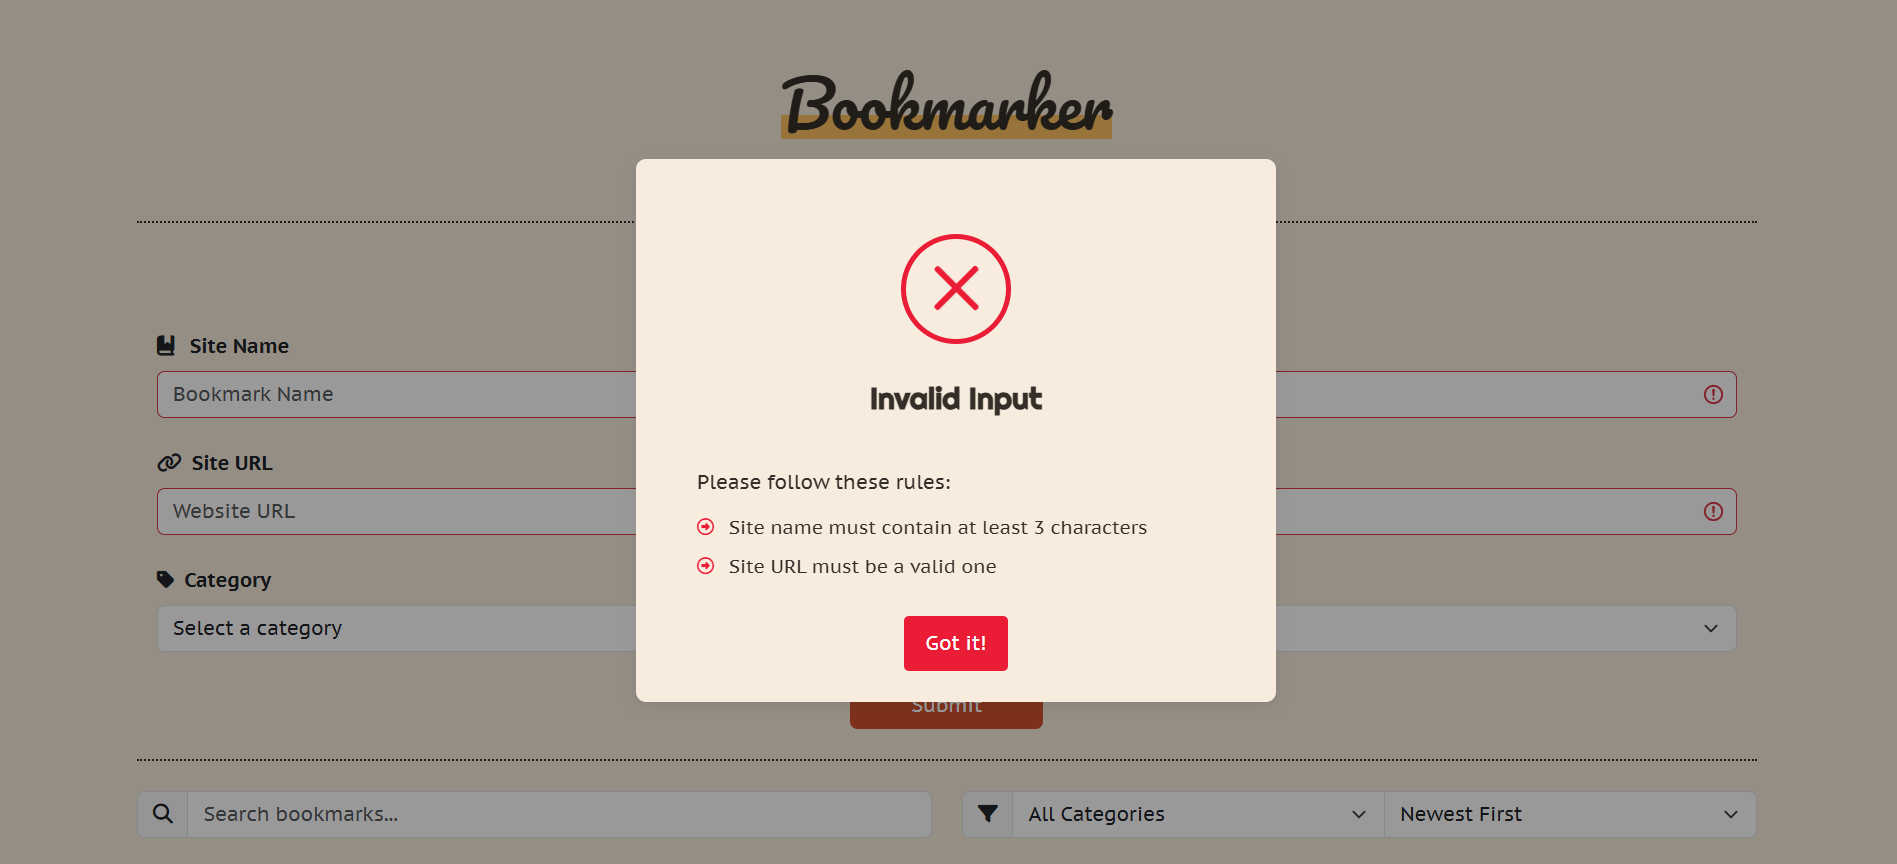 Bookmarker
Site Name
Bookmark Name
Site URL
Website URL
Category
Select a category
Invalid Input
Please follow these rules:
Site name must contain at least 3 characters
Site URL must be a valid one
Got it!
Submit
Search bookmarks...
All Categories
Newest First